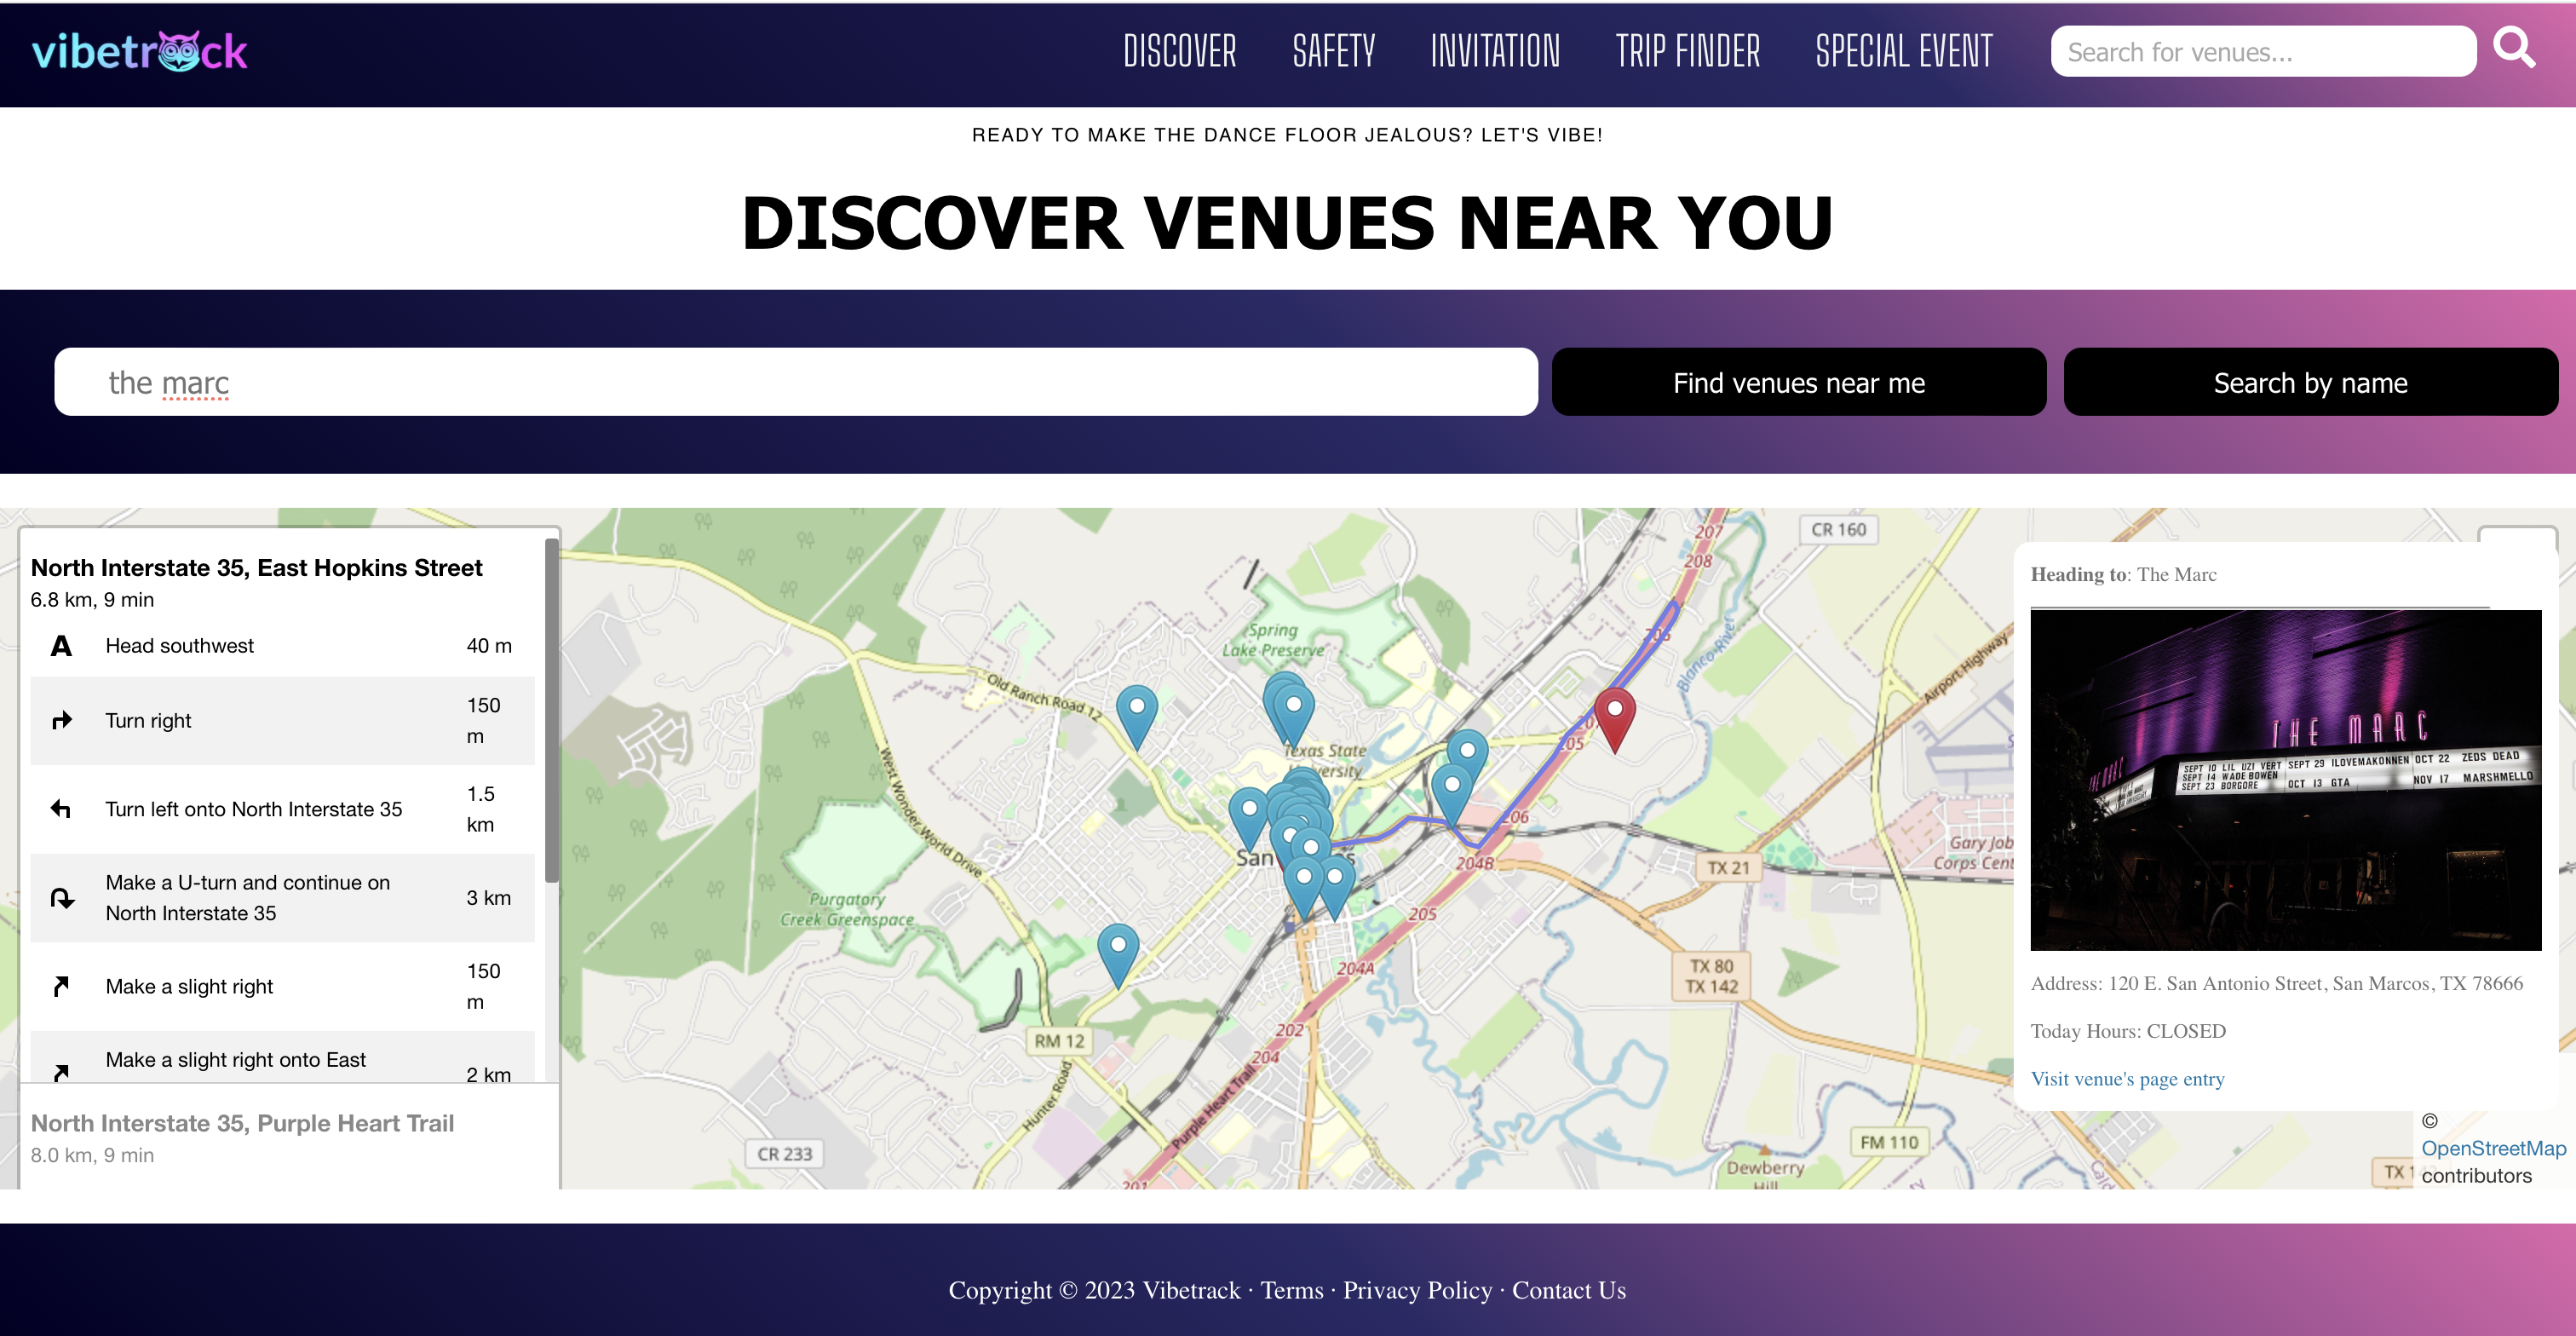 vibetrack
DISCOVER SAFETY INVITATION TRIP FINDER SPECIAL EVENT Search for venues...
READY TO MAKE THE DANCE FLOOR JEALOUS? LET'S VIBE!
DISCOVER VENUES NEAR YOU
the marc
Find venues near me
Search by name
North Interstate 35, East Hopkins Street
6.8 km, 9 min
A Head southwest 40 m
Turn right 150 m
Turn left onto North Interstate 35 1.5 km
Make a U-turn and continue on North Interstate 35 3 km
Make a slight right 150 m
Make a slight right onto East 2 km
North Interstate 35, Purple Heart Trail
8.0 km, 9 min
CR 160
207
208
Spring
Lake Preserve
Blanco River
Airport Highway
Old Ranch Road 12
Texas State
University
205
206
West Wonder World Drive
San
204B
TX 21
Gary Job
Corps Cent
Purgatory
Creek Greenspace
205
204A
TX 80
TX 142
202
RM 12
204
Hunter Road
Purple Heart Trail
CR 233
FM 110
Dewberry
Hill
201
TX 1
Heading to: The Marc
THE MARC
THE MARC
SEPT 10 LIL UZI VERT SEPT 29 ILOVEMAKONNEN OCT 22 ZEDS DEAD
SEPT 14 WADE BOWEN
SEPT 23 BORGORE OCT 13 GTA NOV 17 MARSHMELLO
Address: 120 E. San Antonio Street, San Marcos, TX 78666
Today Hours: CLOSED
Visit venue's page entry
©
OpenStreetMap
contributors
Copyright © 2023 Vibetrack · Terms · Privacy Policy · Contact Us